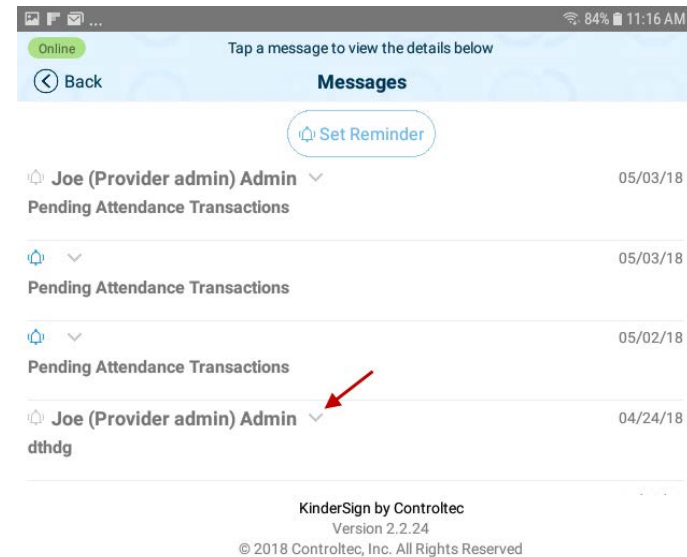 ... 84% 11:16 AM
Online Tap a message to view the details below
Back Messages
Set Reminder
Joe (Provider admin) Admin 05/03/18
Pending Attendance Transactions
05/03/18
Pending Attendance Transactions
05/02/18
Pending Attendance Transactions
Joe (Provider admin) Admin 04/24/18
dthdg
KinderSign by Controltec
Version 2.2.24
© 2018 Controltec, Inc. All Rights Reserved